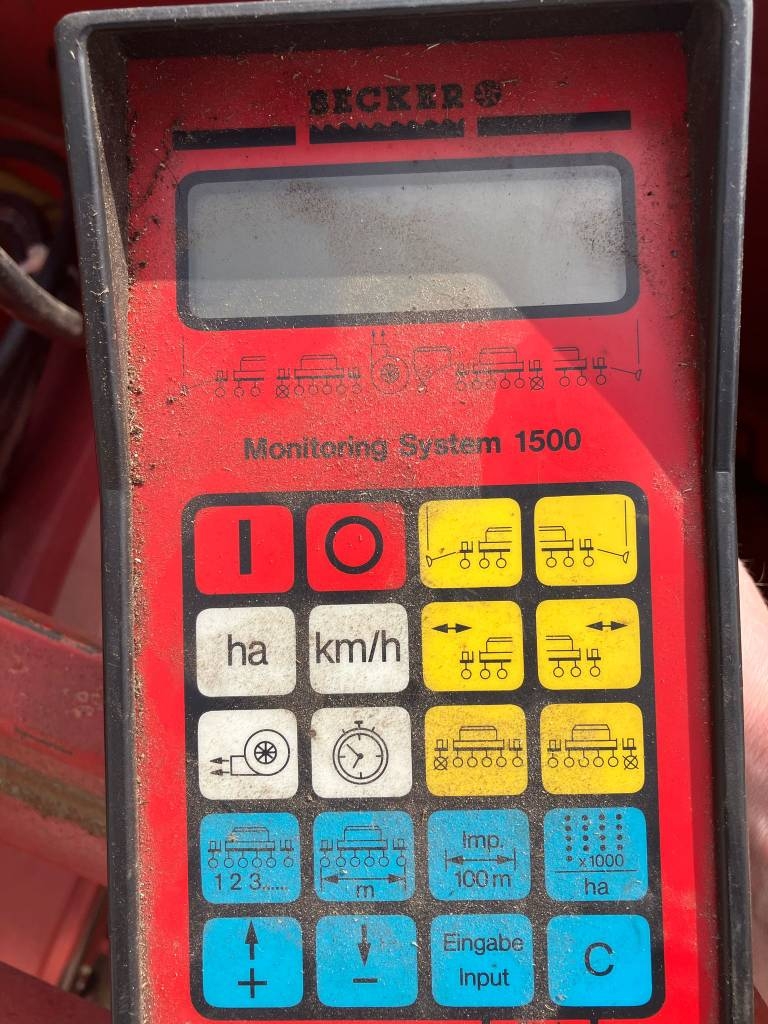 BECKER
Monitoring System 1500
I O
ha km/h
1 2 3...... m Imp. 100 m x1000 ha
+ − Eingabe Input C